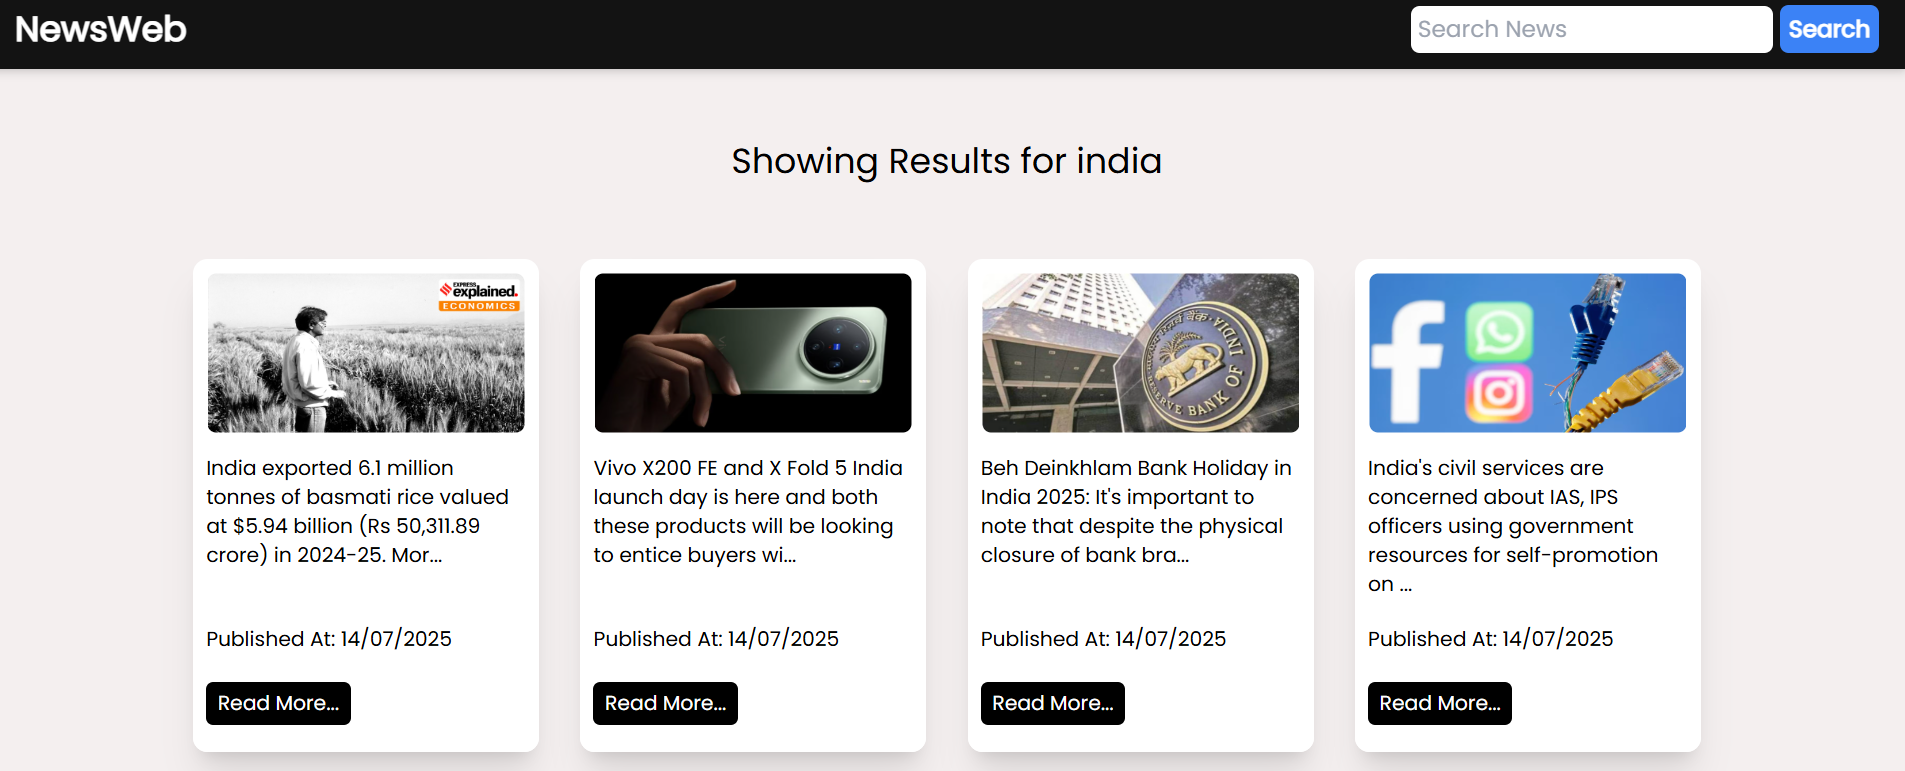 NewsWeb
Search News
Search
Showing Results for india
EXPRESS
explained.
ECONOMICS
India exported 6.1 million
tonnes of basmati rice valued
at $5.94 billion (Rs 50,311.89
crore) in 2024-25. Mor...
Published At: 14/07/2025
Read More...
Vivo X200 FE and X Fold 5 India
launch day is here and both
these products will be looking
to entice buyers wi...
Published At: 14/07/2025
Read More...
RESERVE BANK OF INDIA
Beh Deinkhlam Bank Holiday in
India 2025: It's important to
note that despite the physical
closure of bank bra...
Published At: 14/07/2025
Read More...
India's civil services are
concerned about IAS, IPS
officers using government
resources for self-promotion
on ...
Published At: 14/07/2025
Read More...